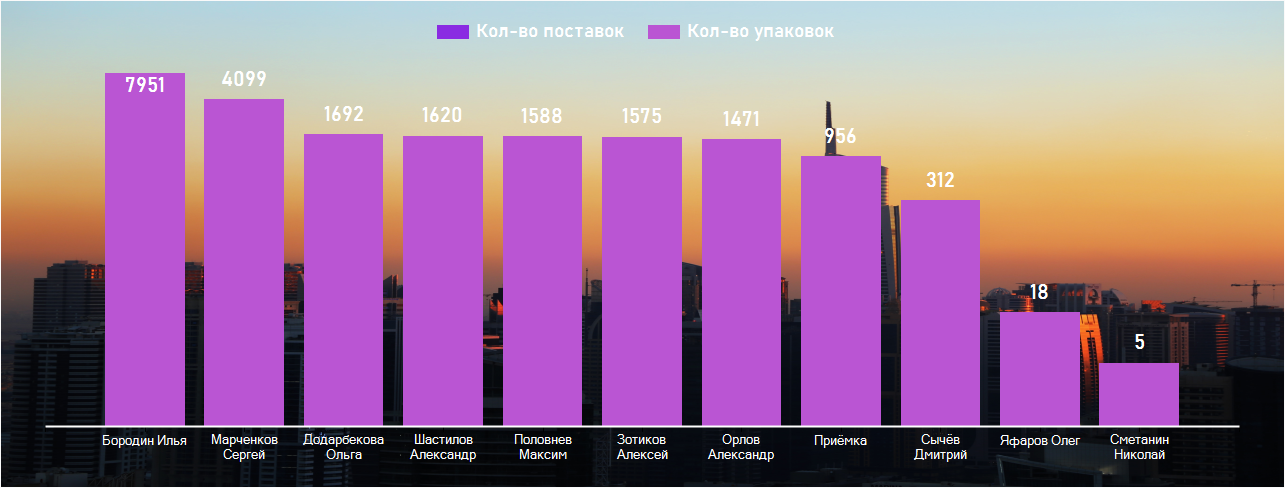 Кол-во поставок Кол-во упаковок
7951 4099 1692 1620 1588 1575 1471 956 312 18 5
Бородин Илья
Марченков
Сергей
Додарбекова
Ольга
Шастилов
Александр
Половнев
Максим
Зотиков
Алексей
Орлов
Александр
Приёмка
Сычёв
Дмитрий
Яфаров Олег
Сметанин
Николай